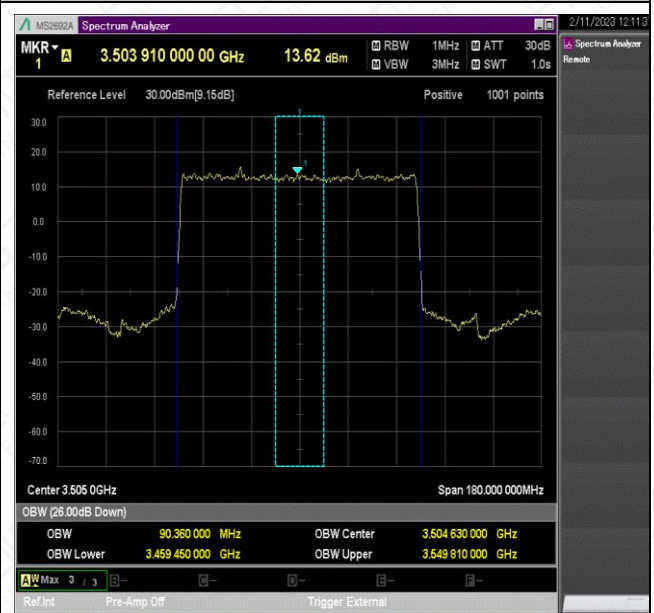 MS2692A Spectrum Analyzer
2/11/2023 12:11:3
MKR 1 A 3.503 910 000 00 GHz 13.62 dBm
M RBW 1MHz M ATT 30dB
M VBW 3MHz M SWT 1.0s
Spectrum Analyzer
Remote
Reference Level 30.00dBm[9.15dB] Positive 1001 points
1
30.0
20.0
1
10.0
0.0
-10.0
-20.0
-30.0
-40.0
-50.0
-60.0
-70.0
Center 3.505 0GHz Span 180.000 000MHz
OBW (26.00dB Down)
OBW 90.360 000 MHz OBW Center 3.504 630 000 GHz
OBW Lower 3.459 450 000 GHz OBW Upper 3.549 810 000 GHz
A W Max 3 / 3 B- C- D- E- F-
Ref.Int Pre-Amp Off Trigger External